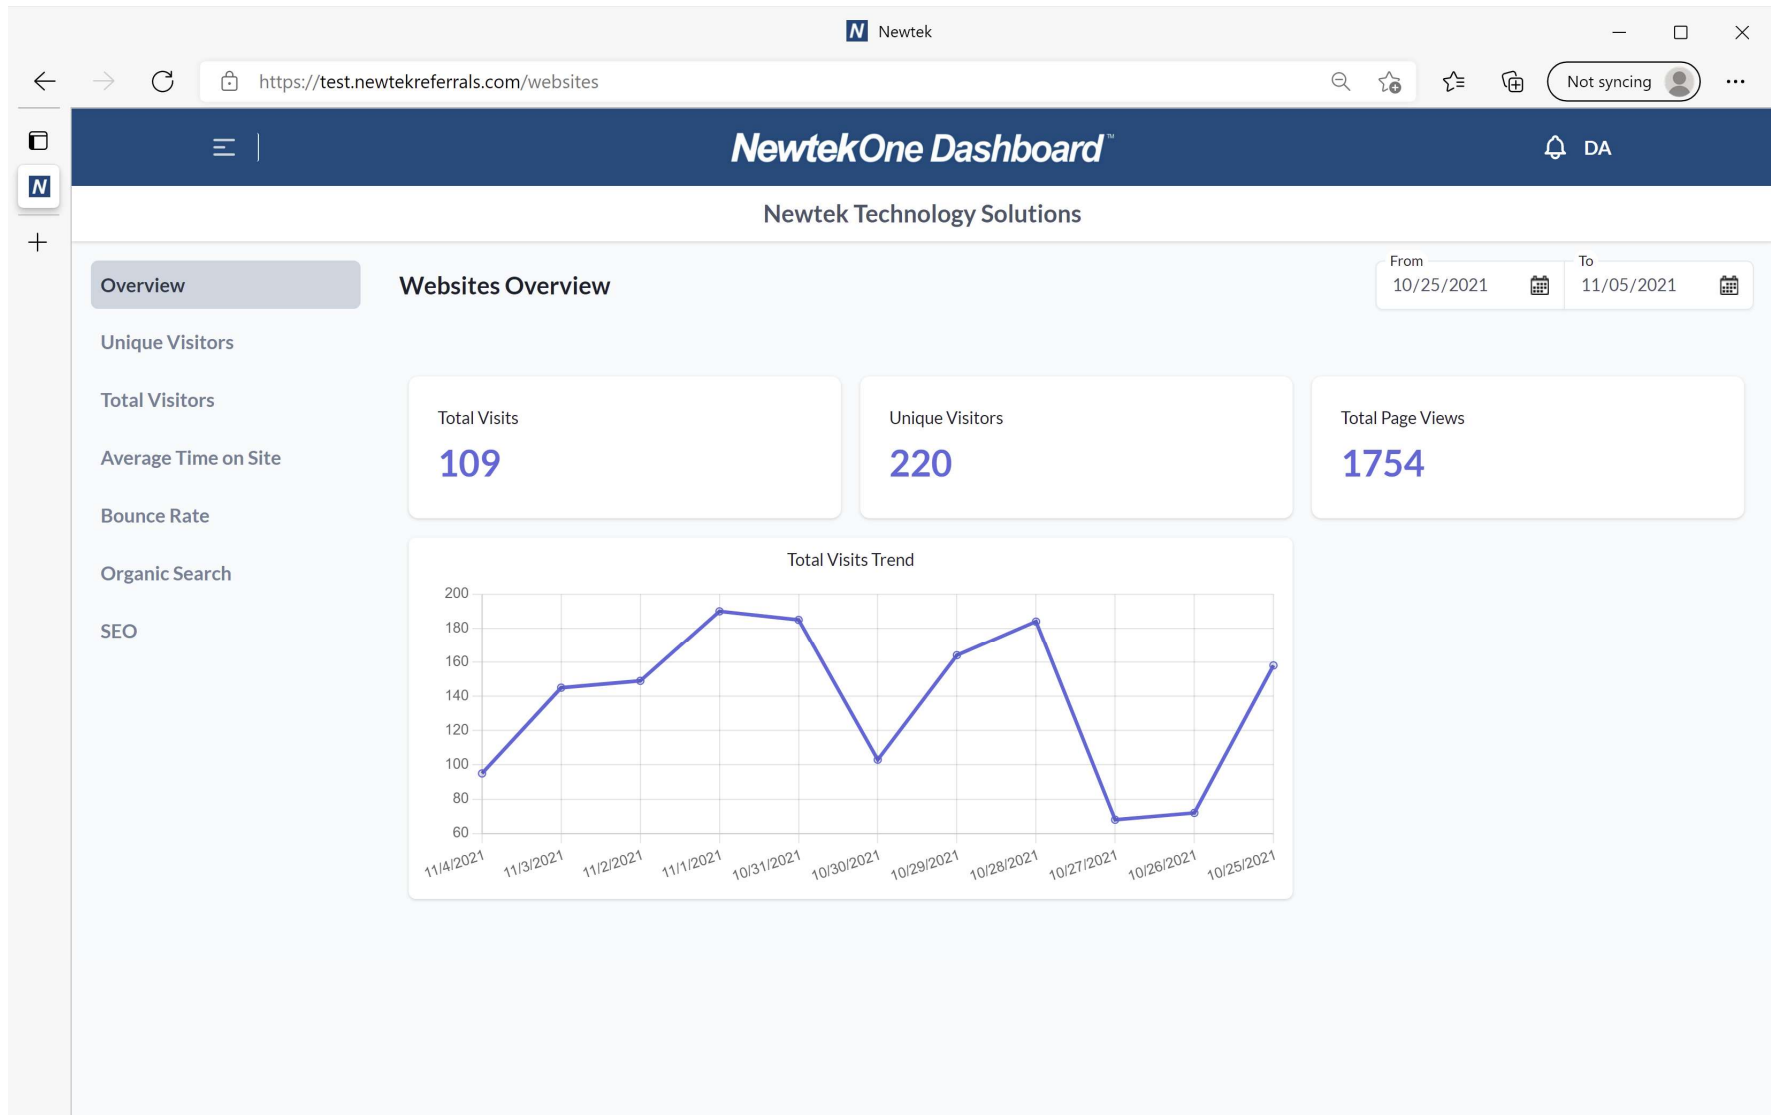 Newtek
https://test.newtekreferrals.com/websites
Not syncing
NewtekOne Dashboard™
DA
Newtek Technology Solutions
Overview
Unique Visitors
Total Visitors
Average Time on Site
Bounce Rate
Organic Search
SEO
Websites Overview
From
10/25/2021
To
11/05/2021
Total Visits
109
Unique Visitors
220
Total Page Views
1754
Total Visits Trend
200
180
160
140
120
100
80
60
11/4/2021
11/3/2021
11/2/2021
11/1/2021
10/31/2021
10/30/2021
10/29/2021
10/28/2021
10/27/2021
10/26/2021
10/25/2021